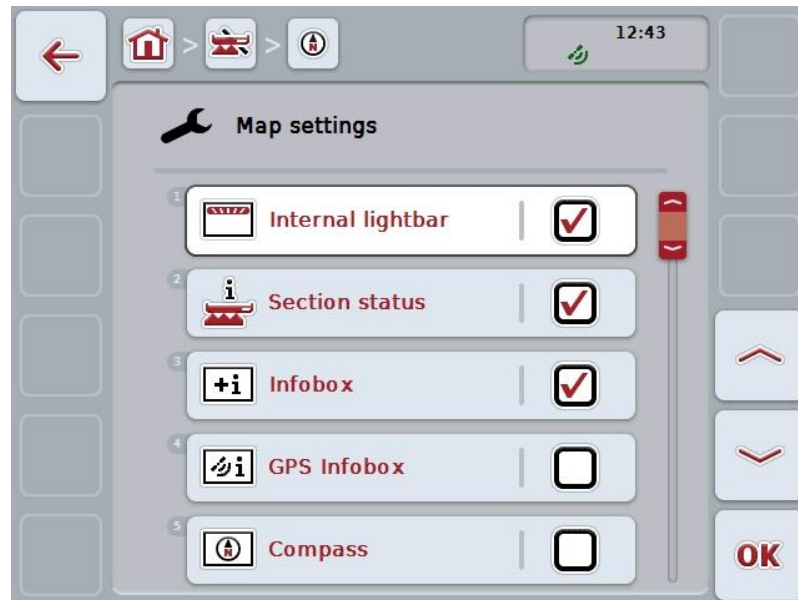 12:43
Map settings
1
Internal lightbar
2
i
Section status
3
+i
Infobox
4
i
GPS Infobox
5
N
Compass
OK